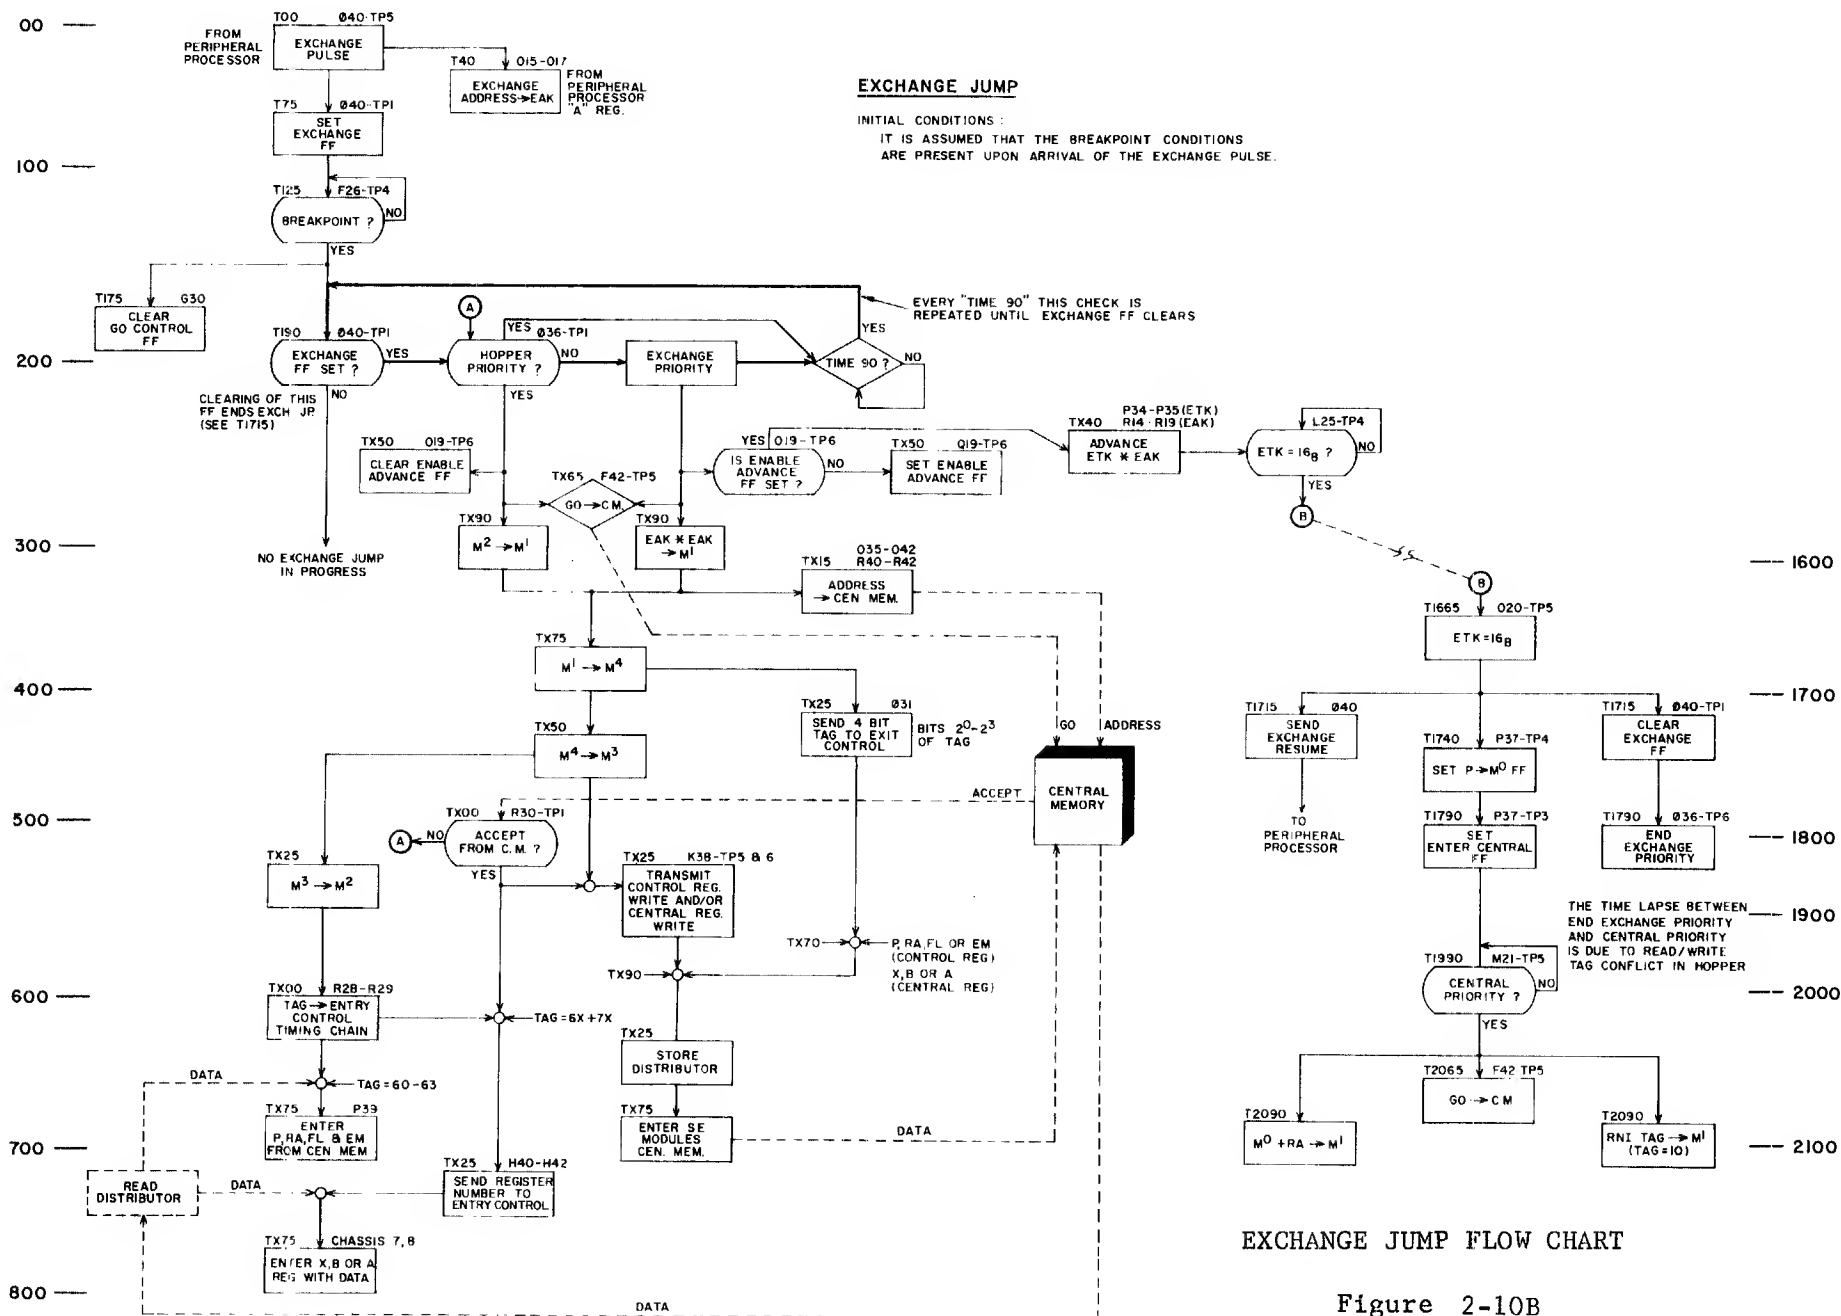 00
100
200
300
400
500
600
700
800
T00 Ø40-TP5
FROM
PERIPHERAL
PROCESSOR
EXCHANGE
PULSE
T40 O15-O17
EXCHANGE
ADDRESS→EAK
FROM
PERIPHERAL
PROCESSOR
"A" REG.
T75 Ø40-TP1
SET
EXCHANGE
FF
T125 F26-TP4
BREAKPOINT ?
NO
YES
EXCHANGE JUMP
INITIAL CONDITIONS :
IT IS ASSUMED THAT THE BREAKPOINT CONDITIONS
ARE PRESENT UPON ARRIVAL OF THE EXCHANGE PULSE.
T175 G30
CLEAR
GO CONTROL
FF
T190 Ø40-TP1
EXCHANGE
FF SET ?
YES
NO
CLEARING OF THIS
FF ENDS EXCH JP.
(SEE T1715)
NO EXCHANGE JUMP
IN PROGRESS
A
YES Ø36-TP1
HOPPER
PRIORITY ?
NO
YES
EXCHANGE
PRIORITY
TIME 90 ?
YES
NO
EVERY "TIME 90" THIS CHECK IS
REPEATED UNTIL EXCHANGE FF CLEARS
TX50 O19-TP6
CLEAR ENABLE
ADVANCE FF
TX65 F42-TP5
GO→C.M.
YES O19-TP6
IS ENABLE
ADVANCE
FF SET ?
NO
TX50 Q19-TP6
SET ENABLE
ADVANCE FF
P34-P35(ETK)
TX40 R14-R19(EAK)
ADVANCE
ETK * EAK
L25-TP4
ETK = 16₈ ?
NO
YES
B
TX90
M² → M¹
TX90
EAK * EAK
→ M¹
O35-O42
TX15 R40-R42
ADDRESS
→ CEN MEM.
TX75
M¹ → M⁴
TX50
M⁴ → M³
TX25 Ø31
SEND 4 BIT
TAG TO EXIT
CONTROL
BITS 2⁰-2³
OF TAG
GO
ADDRESS
CENTRAL
MEMORY
ACCEPT
TX00 R30-TP1
A
NO
ACCEPT
FROM C.M. ?
YES
TX25
M³ → M²
TX25 K38-TP5 & 6
TRANSMIT
CONTROL REG.
WRITE AND/OR
CENTRAL REG.
WRITE
TX70
P, RA, FL OR EM
(CONTROL REG)
X, B OR A
(CENTRAL REG)
TX90
TX00 R28-R29
TAG→ENTRY
CONTROL
TIMING CHAIN
TAG=6X+7X
TX25
STORE
DISTRIBUTOR
DATA
TAG=60-63
TX75 P39
ENTER
P, RA, FL & EM
FROM CEN MEM
TX75
ENTER SE
MODULES
CEN. MEM.
DATA
READ
DISTRIBUTOR
DATA
TX25 H40-H42
SEND REGISTER
NUMBER TO
ENTRY CONTROL
TX75 CHASSIS 7, 8
ENTER X, B OR A
REG WITH DATA
DATA
1600
1700
1800
1900
2000
2100
B
T1665 O20-TP5
ETK=16₈
T1715 Ø40
SEND
EXCHANGE
RESUME
TO
PERIPHERAL
PROCESSOR
T1740 P37-TP4
SET P→M⁰ FF
T1790 P37-TP3
SET
ENTER CENTRAL
FF
T1715 Ø40-TP1
CLEAR
EXCHANGE
FF
T1790 Ø36-TP6
END
EXCHANGE
PRIORITY
THE TIME LAPSE BETWEEN
END EXCHANGE PRIORITY
AND CENTRAL PRIORITY
IS DUE TO READ/WRITE
TAG CONFLICT IN HOPPER
T1990 M21-TP5
CENTRAL
PRIORITY ?
NO
YES
T2065 F42 TP5
GO → C M
T2090
M⁰ + RA → M¹
T2090
RNI TAG → M¹
(TAG=10)
EXCHANGE JUMP FLOW CHART
Figure 2-10B